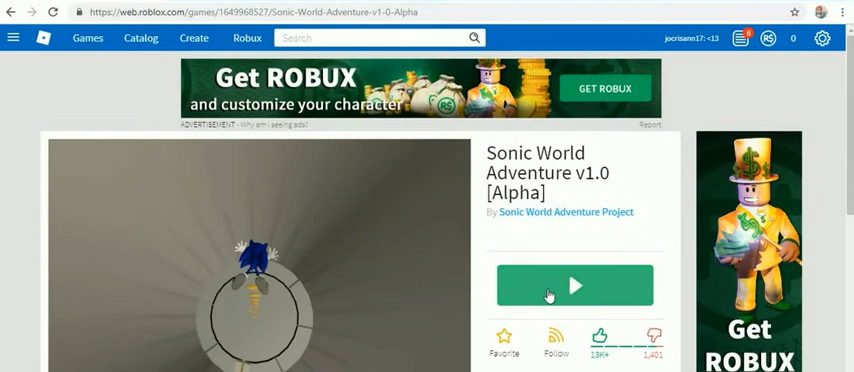 https://web.roblox.com/games/1649968527/Sonic-World-Adventure-v1-0-Alpha
Games Catalog Create Robux Search jocrisann17: <13 6 R$ 0
Get ROBUX
and customize your character
GET ROBUX
ADVERTISEMENT - Why am I seeing ads? Report
Sonic World
Adventure v1.0
[Alpha]
By Sonic World Adventure Project
Favorite Follow 13K+ 1,401
Get
ROBUX